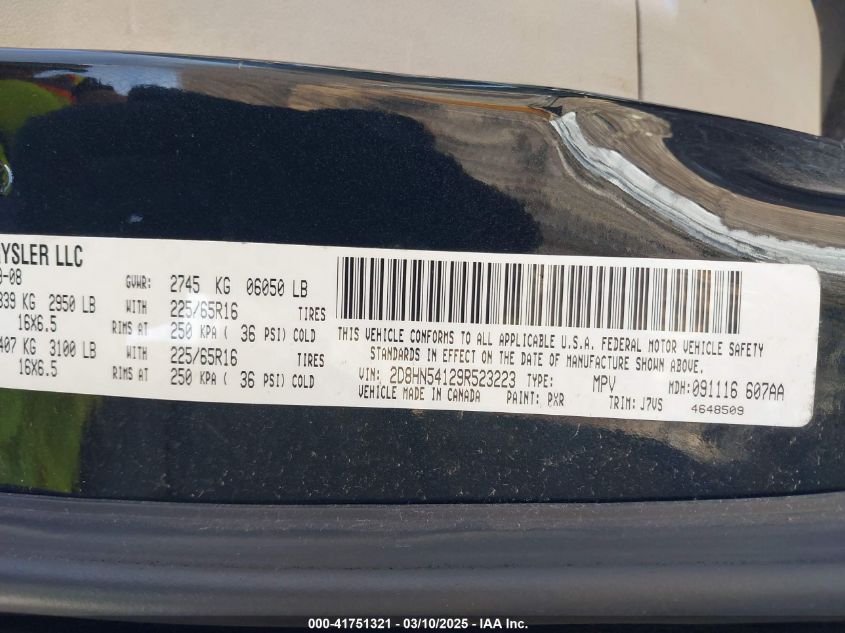 YSLER LLC
-08
GVWR: 2745 KG 06050 LB
339 KG 2950 LB WITH 225/65R16 TIRES
16X6.5 RIMS AT 250 KPA ( 36 PSI) COLD
407 KG 3100 LB WITH 225/65R16 TIRES
16X6.5 RIMS AT 250 KPA ( 36 PSI) COLD
THIS VEHICLE CONFORMS TO ALL APPLICABLE U.S.A. FEDERAL MOTOR VEHICLE SAFETY
STANDARDS IN EFFECT ON THE DATE OF MANUFACTURE SHOWN ABOVE.
VIN: 2D8HN54129R523223 TYPE: MPV MDH: 091116 607AA
VEHICLE MADE IN CANADA PAINT: PXR TRIM: J7VS 4648509
000-41751321 - 03/10/2025 - IAA Inc.